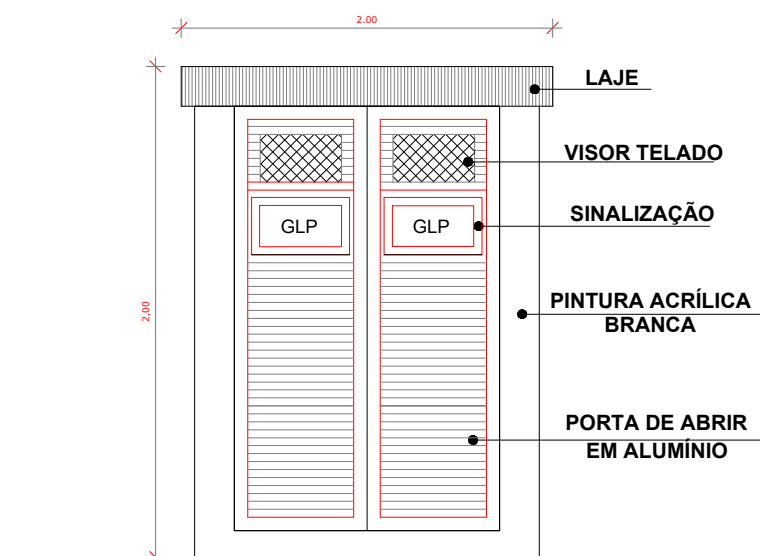 2.00
LAJE
VISOR TELADO
SINALIZAÇÃO
GLP GLP
2,00
PINTURA ACRÍLICA
BRANCA
PORTA DE ABRIR
EM ALUMÍNIO